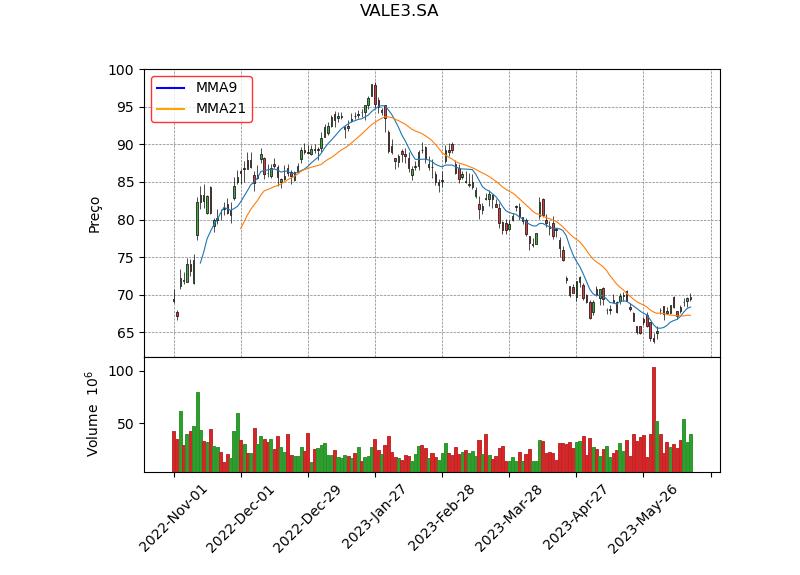 VALE3.SA
MMA9
MMA21
Preço
100
95
90
85
80
75
70
65
Volume 10⁶
100
50
2022-Nov-01
2022-Dec-01
2022-Dec-29
2023-Jan-27
2023-Feb-28
2023-Mar-28
2023-Apr-27
2023-May-26